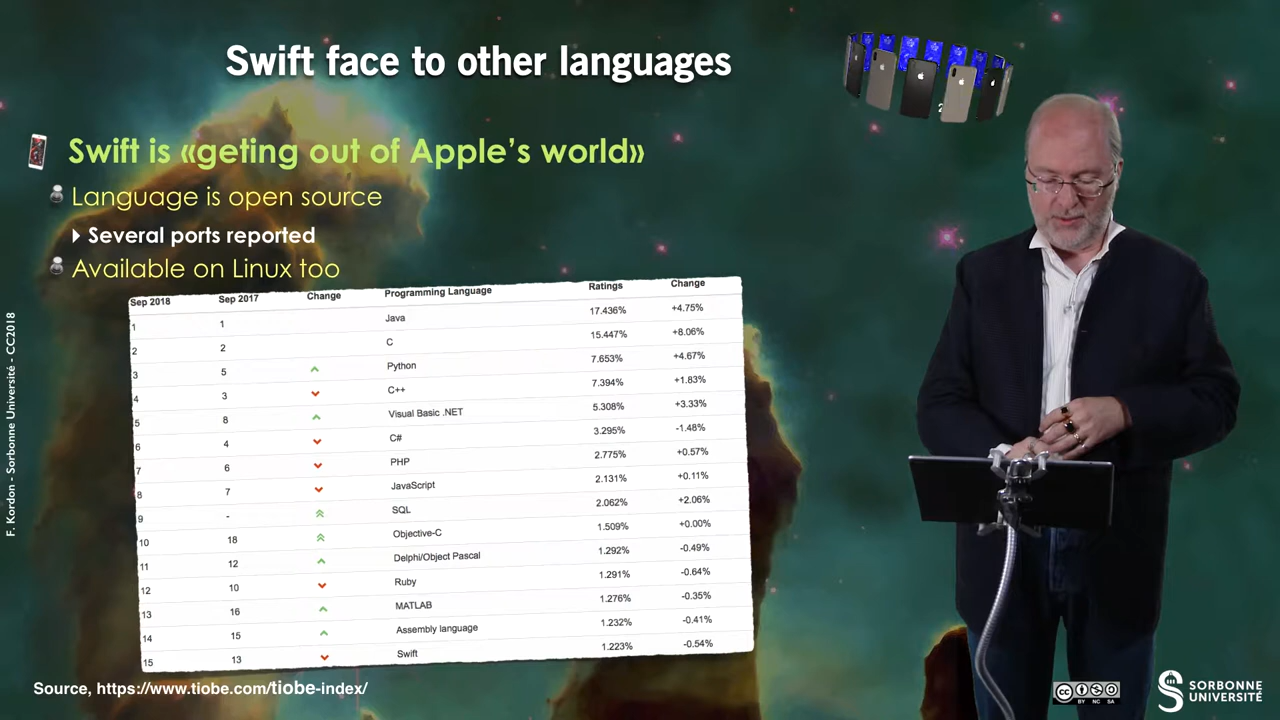 Swift face to other languages
2
Swift is «geting out of Apple's world»
Language is open source
Several ports reported
Available on Linux too
Sep 2018 Sep 2017 Change Programming Language Ratings Change
1 1 Java 17.436% +4.75%
2 2 C 15.447% +8.06%
3 5 Python 7.653% +4.67%
4 3 C++ 7.394% +1.83%
5 8 Visual Basic .NET 5.308% +3.33%
6 4 C# 3.295% -1.48%
7 6 PHP 2.775% +0.57%
8 7 JavaScript 2.131% +0.11%
9 - SQL 2.062% +2.06%
10 18 Objective-C 1.509% +0.00%
11 12 Delphi/Object Pascal 1.292% -0.49%
12 10 Ruby 1.291% -0.64%
13 16 MATLAB 1.276% -0.35%
14 15 Assembly language 1.232% -0.41%
15 13 Swift 1.223% -0.54%
Source, https://www.tiobe.com/tiobe-index/
F. Kordon - Sorbonne Université - CC2018
cc BY NC SA
SORBONNE
UNIVERSITÉ